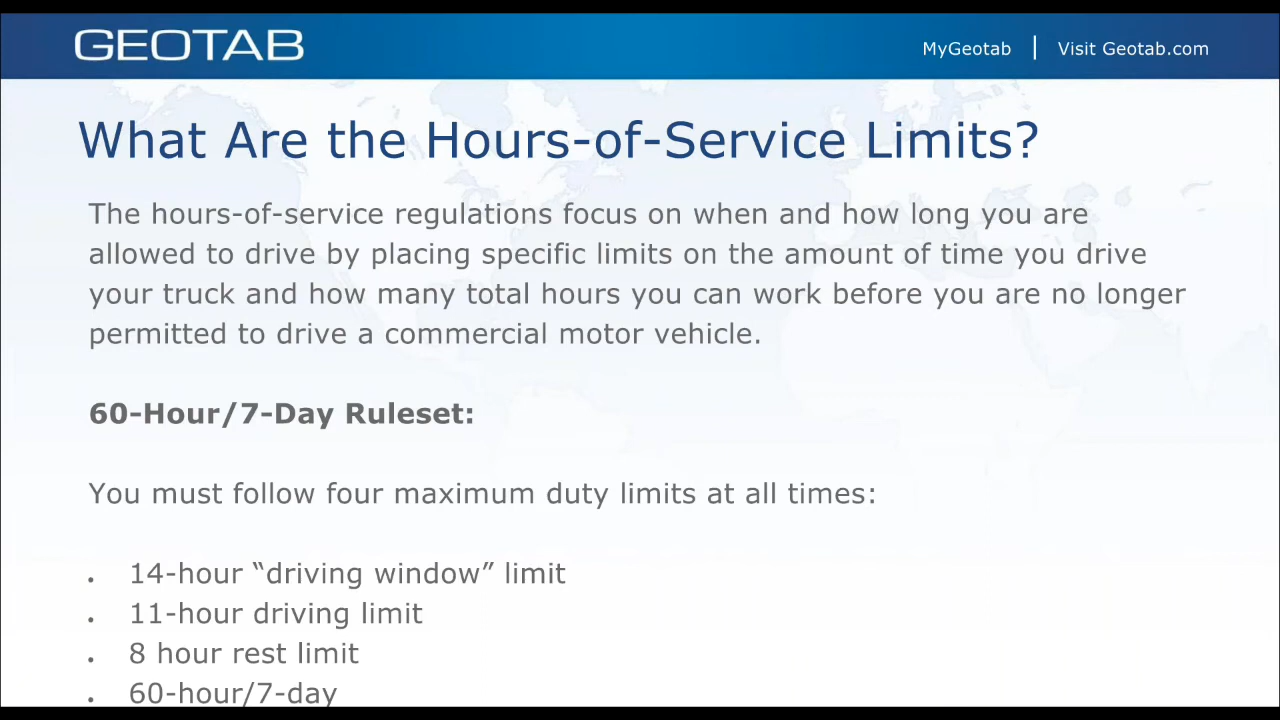 GEOTAB
MyGeotab | Visit Geotab.com
What Are the Hours-of-Service Limits?
The hours-of-service regulations focus on when and how long you are
allowed to drive by placing specific limits on the amount of time you drive
your truck and how many total hours you can work before you are no longer
permitted to drive a commercial motor vehicle.
60-Hour/7-Day Ruleset:
You must follow four maximum duty limits at all times:
. 14-hour “driving window” limit
. 11-hour driving limit
. 8 hour rest limit
. 60-hour/7-day